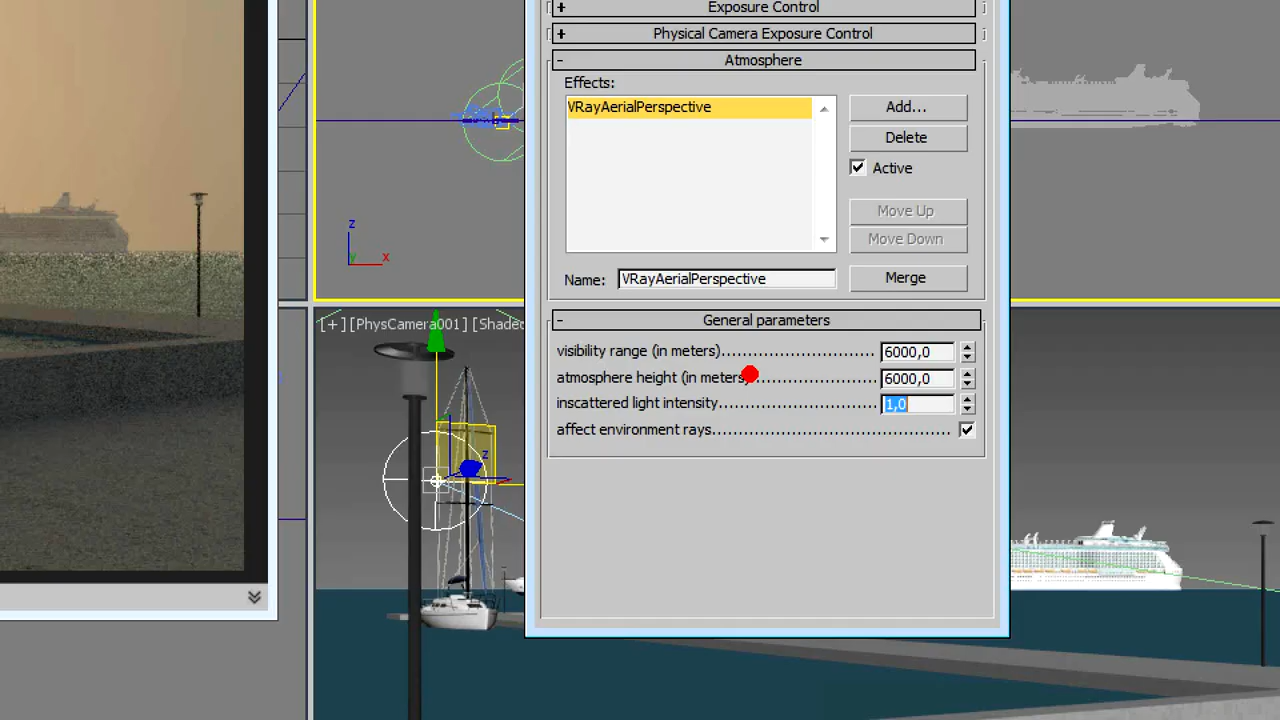 + Exposure Control
+ Physical Camera Exposure Control
- Atmosphere
Effects:
VRayAerialPerspective
Add...
Delete
Active
Move Up
Move Down
Name: VRayAerialPerspective
Merge
- General parameters
visibility range (in meters)........................... 6000,0
atmosphere height (in meters).................... 6000,0
inscattered light intensity........................... 1,0
affect environment rays........................................
z
x
y
[+][PhysCamera001] [Shaded
z